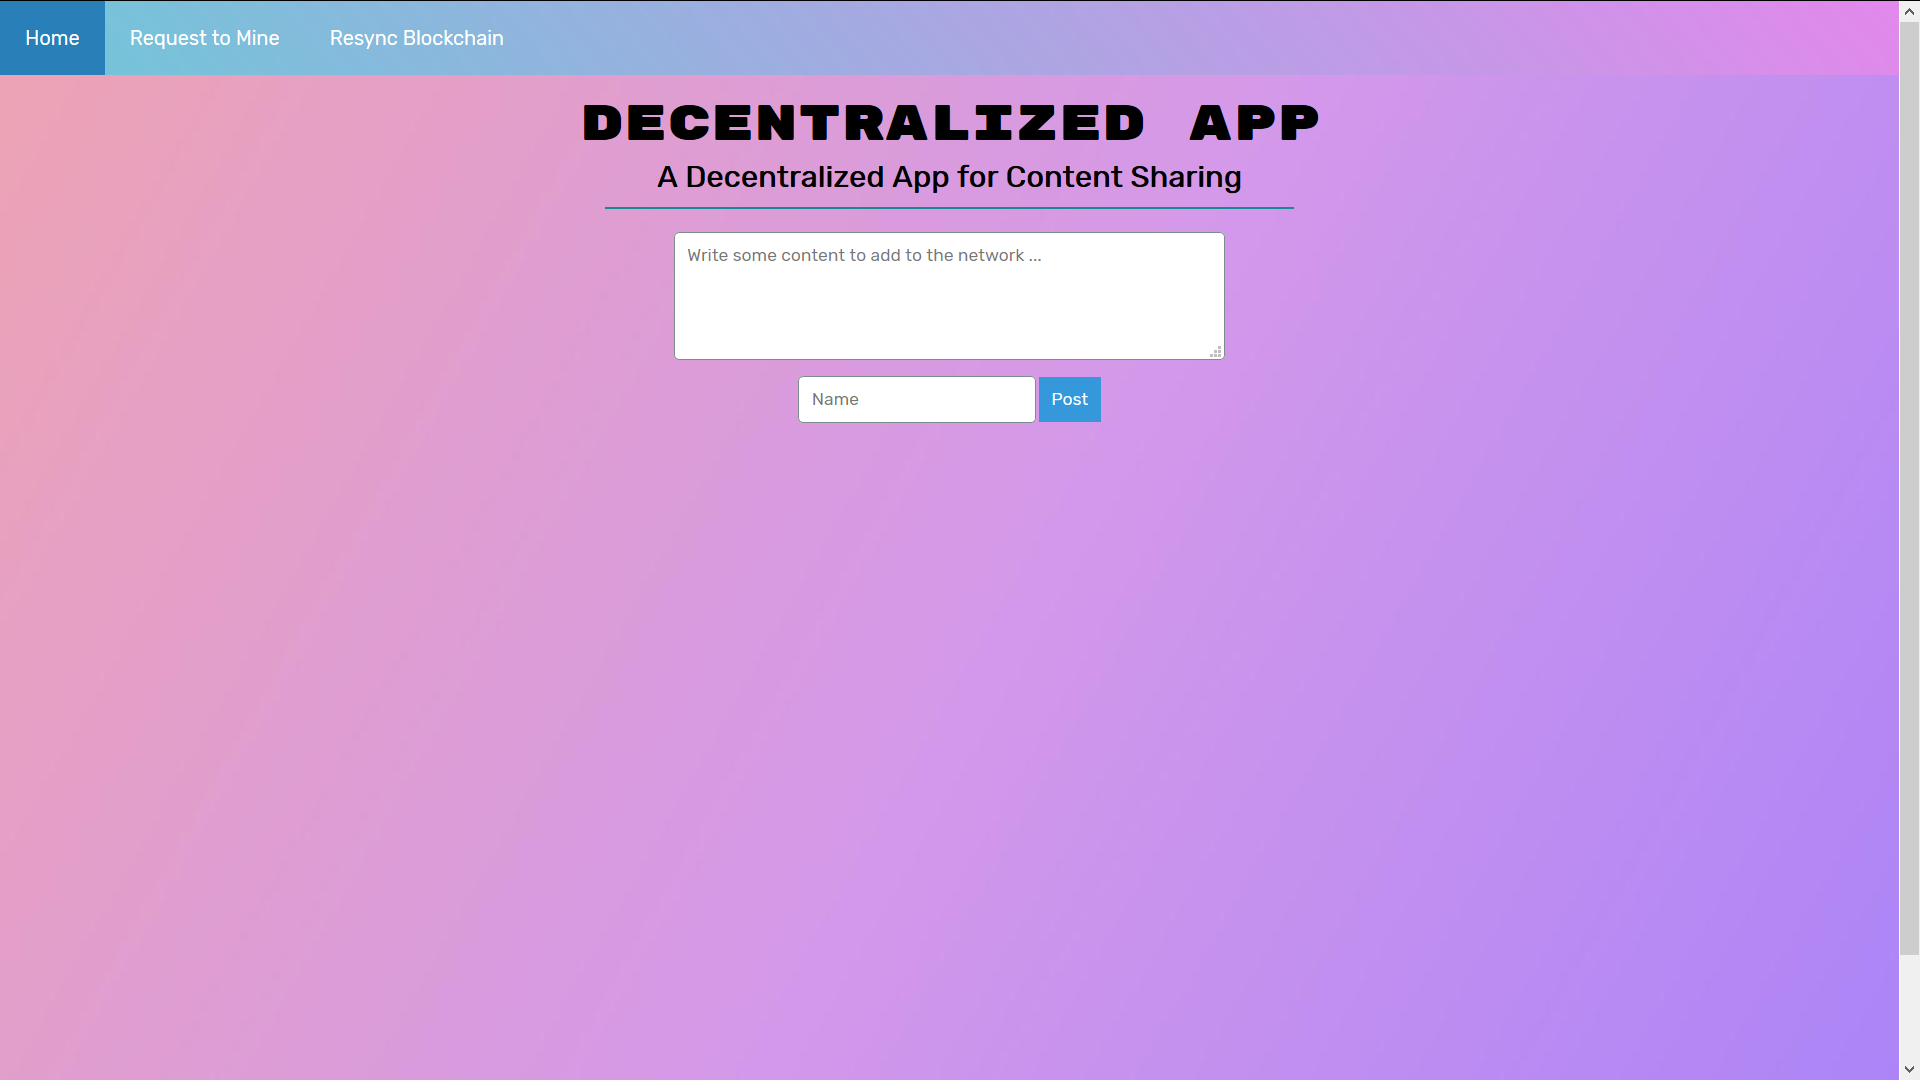 Home Request to Mine Resync Blockchain
DECENTRALIZED APP
A Decentralized App for Content Sharing
Write some content to add to the network ...
Name Post